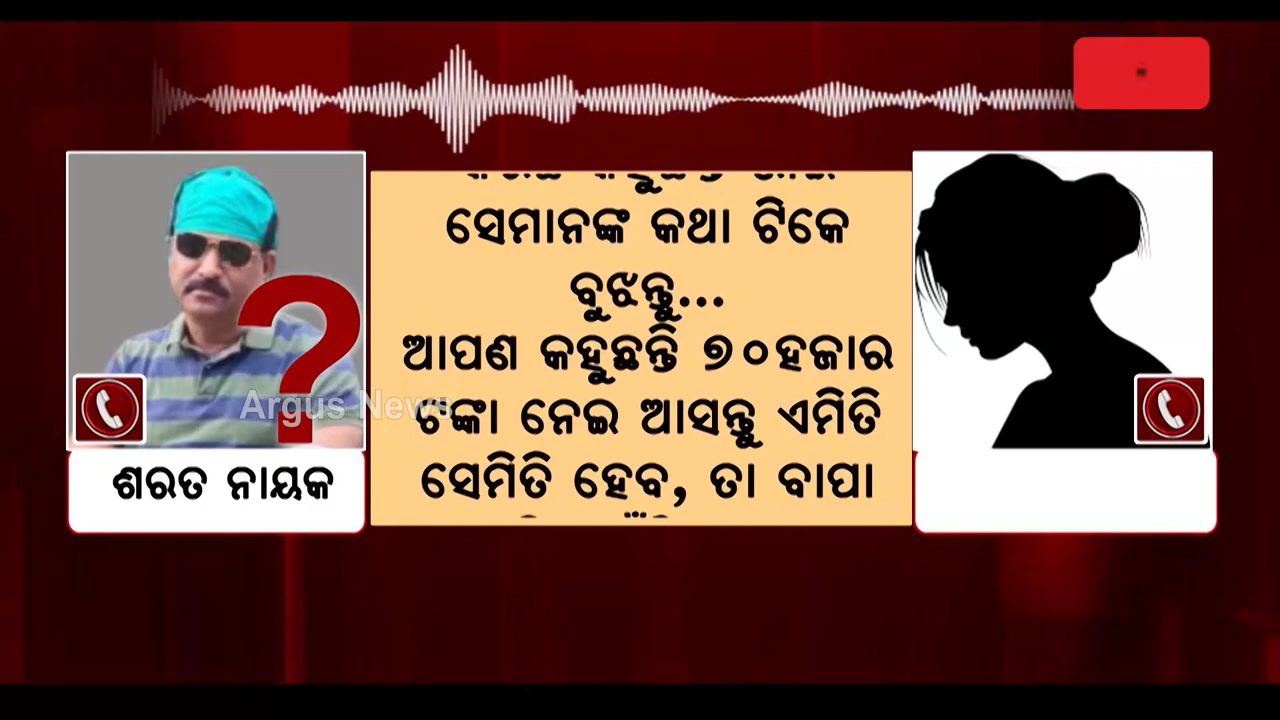 ସେମାନଙ୍କ କଥା ଟିକେ
ବୁଝନ୍ତୁ...
ଆପଣ କହୁଛନ୍ତି ୭୦ହଜାର
ଟଙ୍କା ନେଇ ଆସନ୍ତୁ ଏମିତି
ସେମିତି ହେବ, ତା ବାପା
Argus News
ଶରତ ନାୟକ